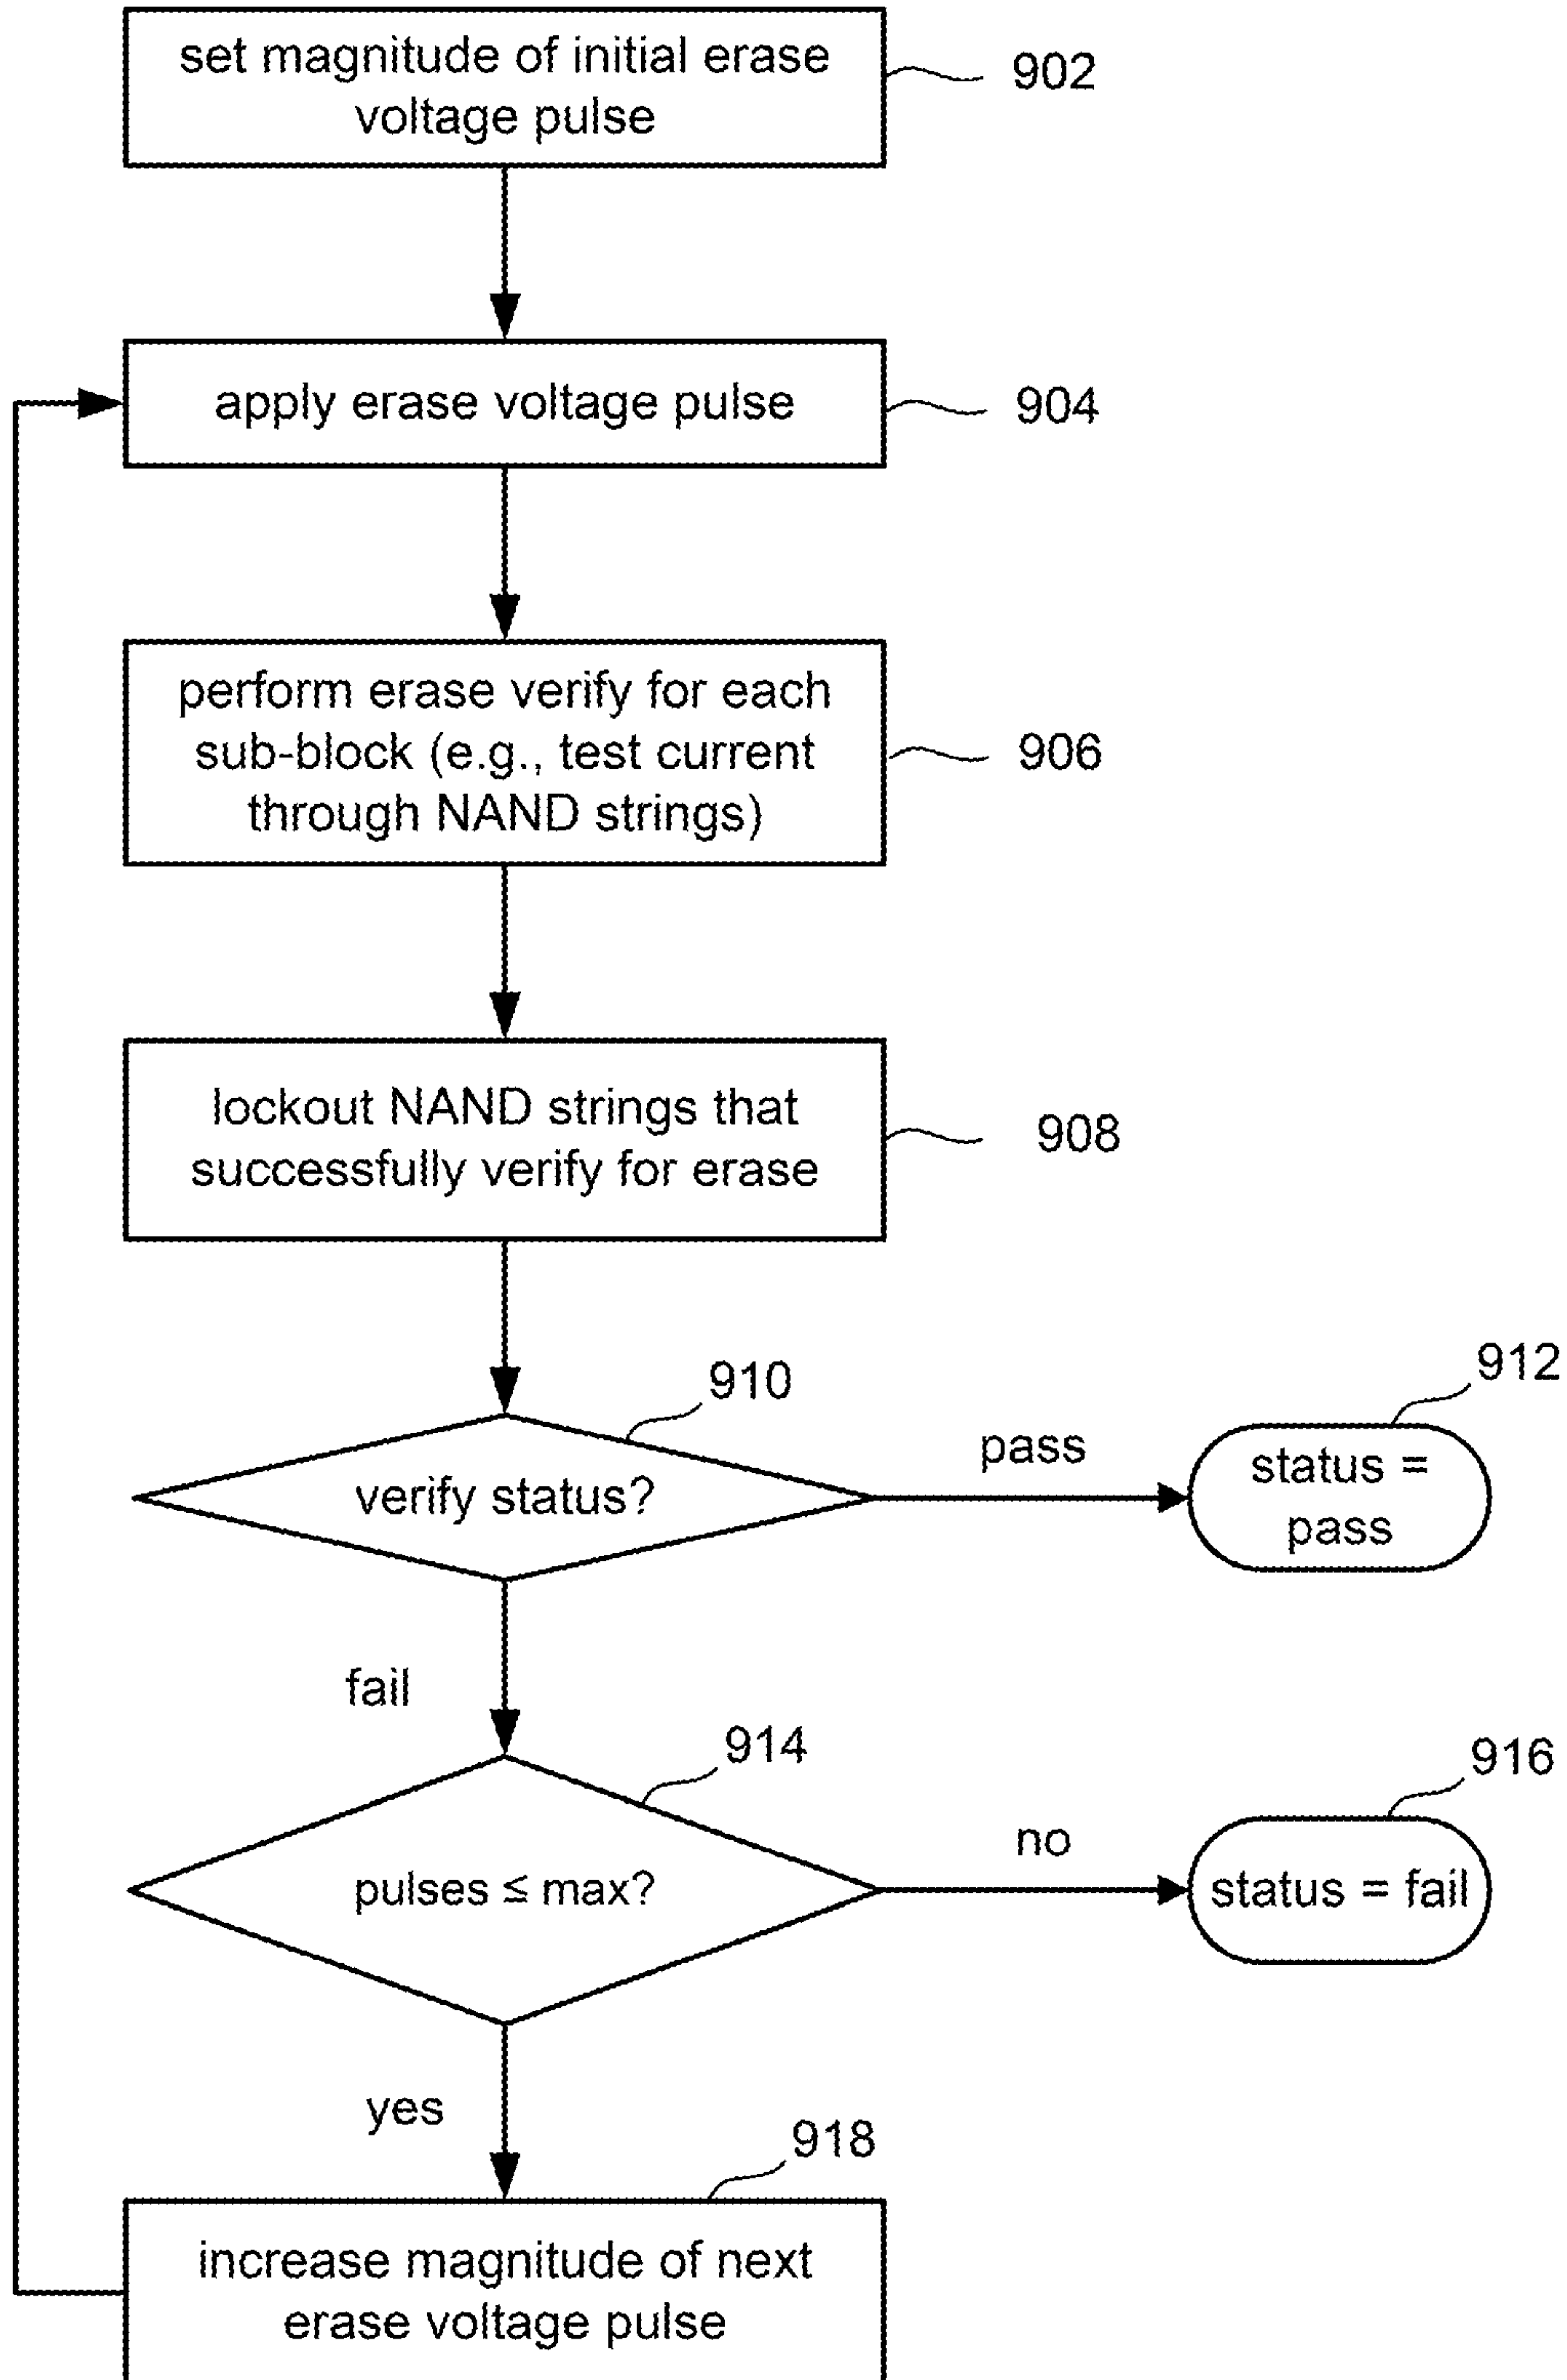 set magnitude of initial erase
voltage pulse
902
apply erase voltage pulse
904
perform erase verify for each
sub-block (e.g., test current
through NAND strings)
906
lockout NAND strings that
successfully verify for erase
908
910
verify status?
pass
912
status =
pass
fail
914
pulses ≤ max?
no
916
status = fail
yes
918
increase magnitude of next
erase voltage pulse